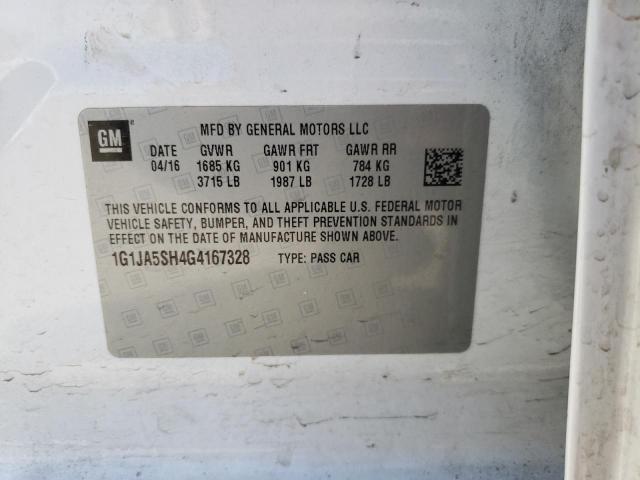 GM
MFD BY GENERAL MOTORS LLC
DATE GVWR GAWR FRT GAWR RR
04/16 1685 KG 901 KG 784 KG
3715 LB 1987 LB 1728 LB
THIS VEHICLE CONFORMS TO ALL APPLICABLE U.S. FEDERAL MOTOR
VEHICLE SAFETY, BUMPER, AND THEFT PREVENTION STANDARDS IN
EFFECT ON THE DATE OF MANUFACTURE SHOWN ABOVE.
1G1JA5SH4G4167328 TYPE: PASS CAR